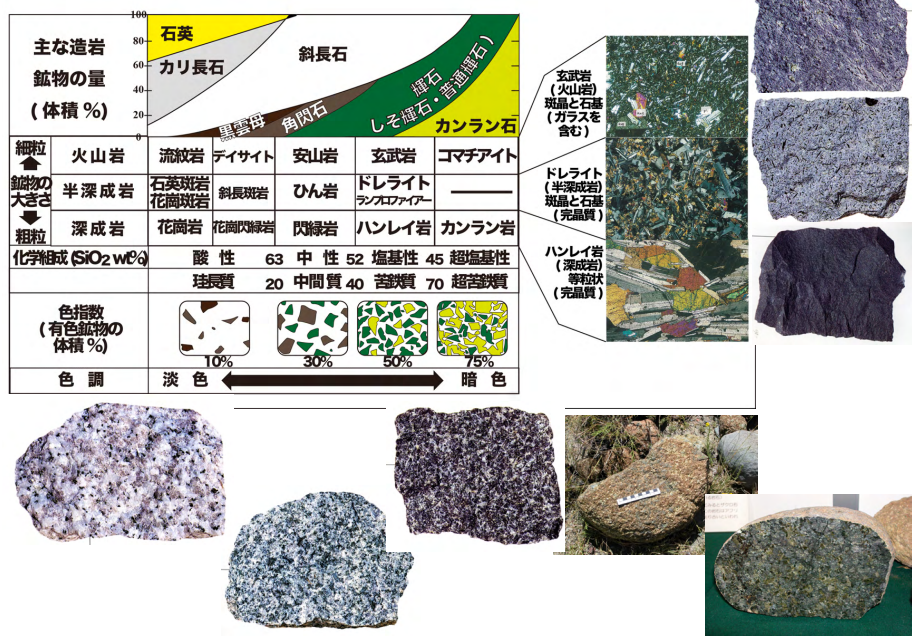 主な造岩
鉱物の量
(体積 %)
100
80
60
40
20
0
石英
カリ長石
斜長石
黒雲母
角閃石
輝石
しそ輝石・普通輝石)
カンラン石
細粒
鉱物の
大きさ
粗粒
火山岩 流紋岩 デイサイト 安山岩 玄武岩 コマチアイト
半深成岩 石英斑岩 花崗斑岩 斜長斑岩 ひん岩 ドレライト ランプロファイアー
深成岩 花崗岩 花崗閃緑岩 閃緑岩 ハンレイ岩 カンラン岩
化学組成 (SiO2 wt%) 酸 性 63 中 性 52 塩基性 45 超塩基性
珪長質 20 中間質 40 苦鉄質 70 超苦鉄質
色指数
(有色鉱物の
体積 %)
10% 30% 50% 75%
色 調 淡 色 暗 色
玄武岩
(火山岩)
斑晶と石基
(ガラスを
含む)
ドレライト
(半深成岩)
斑晶と石基
(完晶質)
ハンレイ岩
(深成岩)
等粒状
(完晶質)